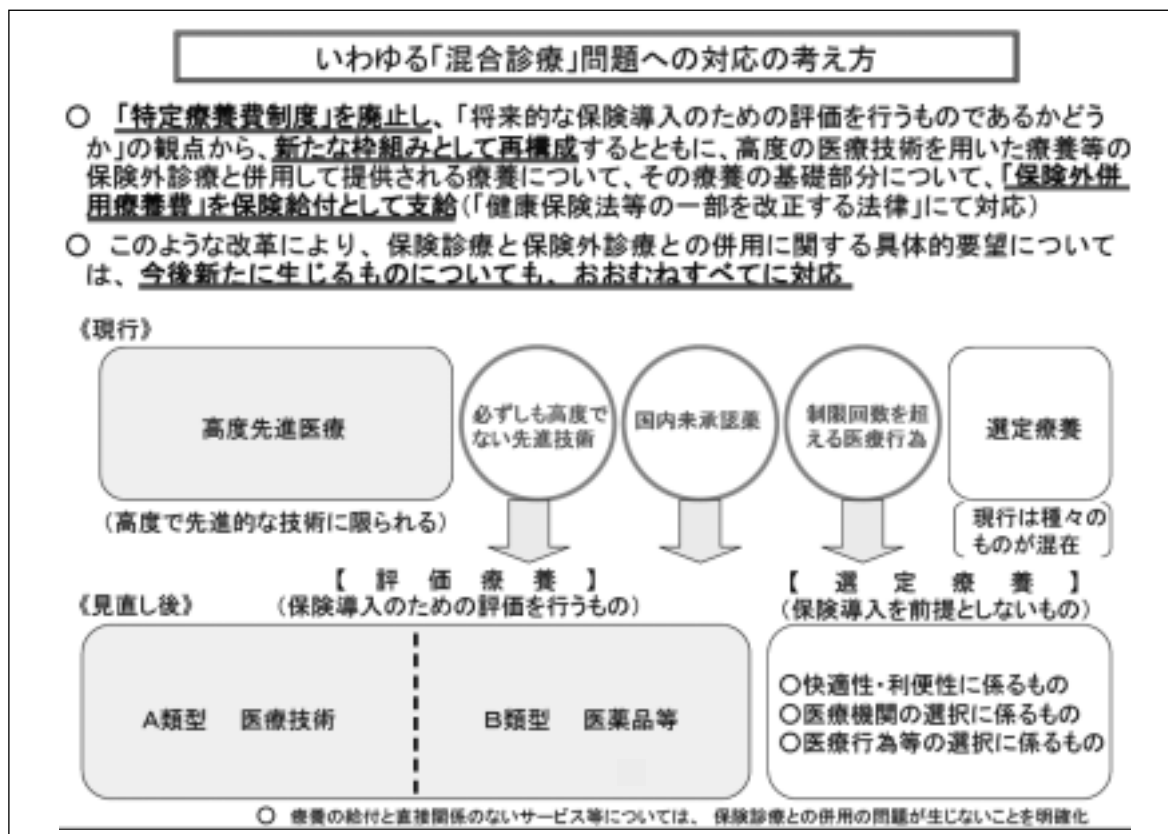 いわゆる「混合診療」問題への対応の考え方
○ 「特定療養費制度」を廃止し、「将来的な保険導入のための評価を行うものであるかどう
か」の観点から、新たな枠組みとして再構成するとともに、高度の医療技術を用いた療養等の
保険外診療と併用して提供される療養について、その療養の基礎部分について、「保険外併
用療養費」を保険給付として支給(「健康保険法等の一部を改正する法律」にて対応)
○ このような改革により、保険診療と保険外診療との併用に関する具体的要望について
は、今後新たに生じるものについても、おおむねすべてに対応
《現行》
高度先進医療
必ずしも高度で
ない先進技術
国内未承認薬
制限回数を超
える医療行為
選定療養
(高度で先進的な技術に限られる)
現行は種々の
ものが混在
【 評 価 療 養 】
【 選 定 療 養 】
《見直し後》
(保険導入のための評価を行うもの)
(保険導入を前提としないもの)
A類型 医療技術
B類型 医薬品等
○快適性・利便性に係るもの
○医療機関の選択に係るもの
○医療行為等の選択に係るもの
○ 療養の給付と直接関係のないサービス等については、保険診療との併用の問題が生じないことを明確化